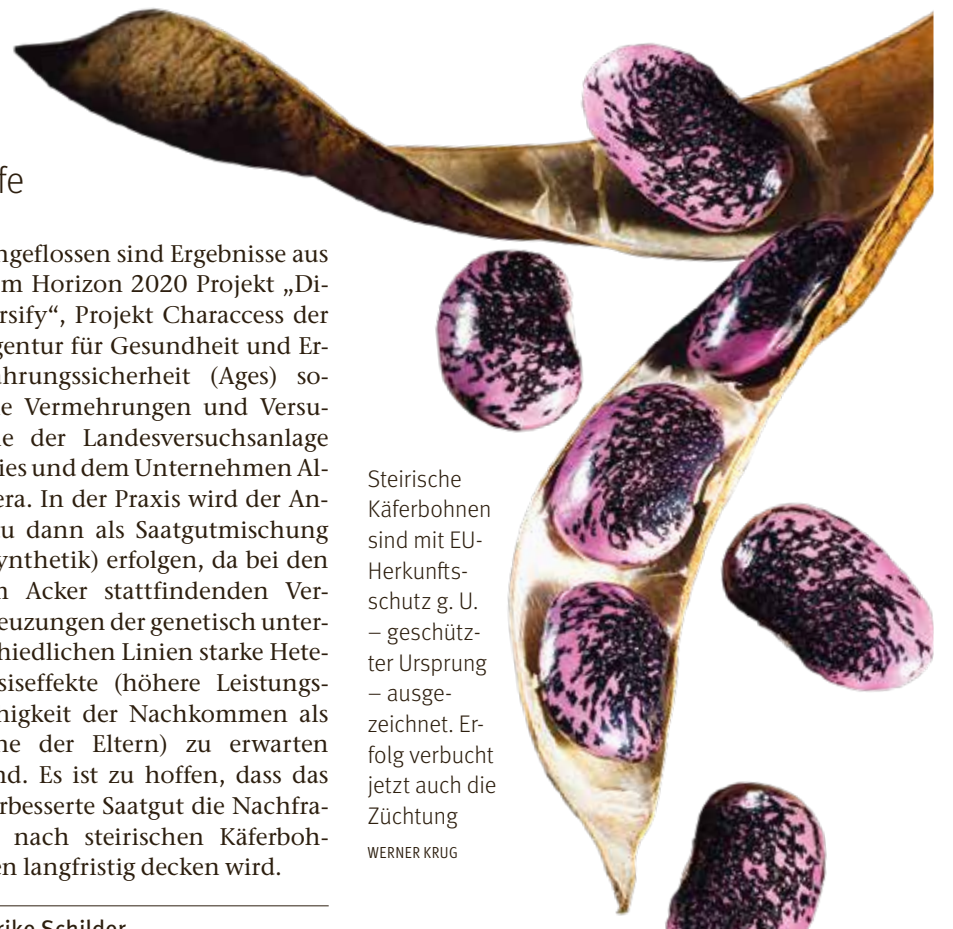 fe
ngeflossen sind Ergebnisse aus
m Horizon 2020 Projekt „Di-
rsify“, Projekt Characcess der
gentur für Gesundheit und Er-
ährungssicherheit (Ages) so-
e Vermehrungen und Versu-
e der Landesversuchsanlage
ies und dem Unternehmen Al-
era. In der Praxis wird der An-
u dann als Saatgutmischung
ynthetik) erfolgen, da bei den
n Acker stattfindenden Ver-
euzungen der genetisch unter-
hiedlichen Linien starke Hete-
siseffekte (höhere Leistungs-
higkeit der Nachkommen als
ne der Eltern) zu erwarten
nd. Es ist zu hoffen, dass das
rbesserte Saatgut die Nachfra-
nach steirischen Käferboh-
en langfristig decken wird.
rike Schilder
Steirische
Käferbohnen
sind mit EU-
Herkunfts-
schutz g. U.
– geschütz-
ter Ursprung
– ausge-
zeichnet. Er-
folg verbucht
jetzt auch die
Züchtung
WERNER KRUG